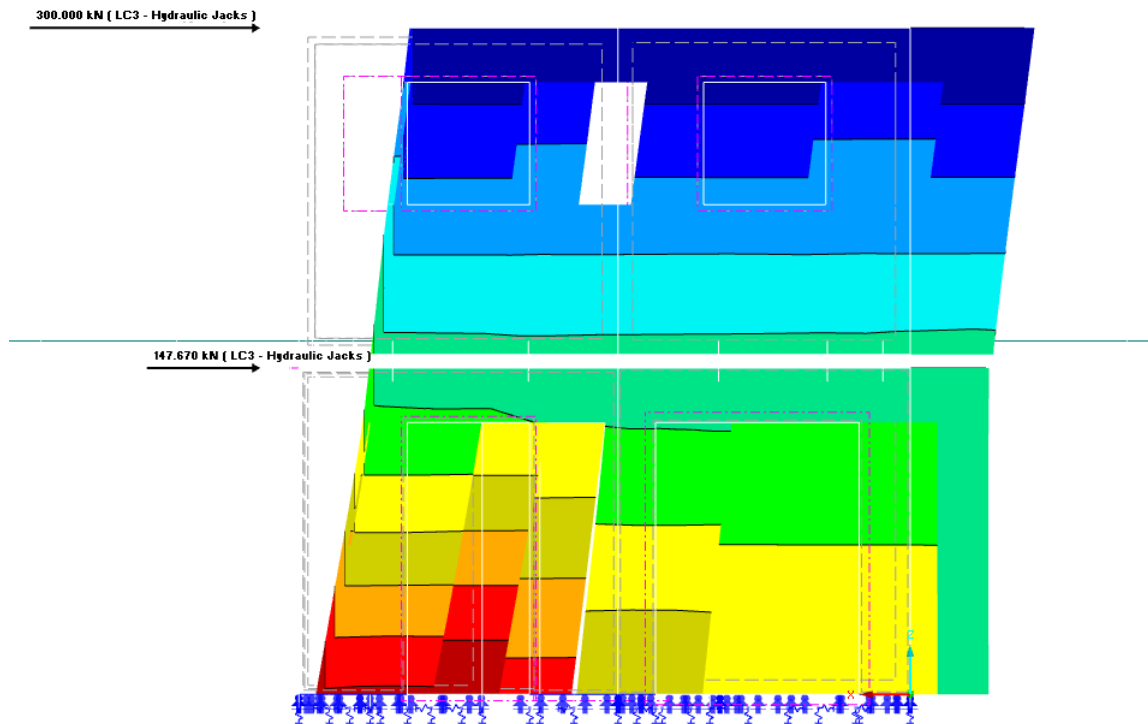 300.000 kN ( LC3 - Hydraulic Jacks )
147.670 kN ( LC3 - Hydraulic Jacks )
Z
X